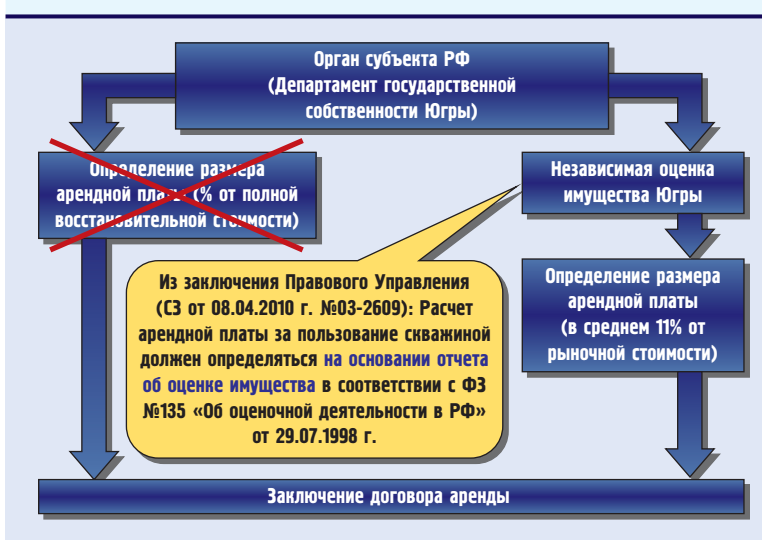 Орган субъекта РФ
(Департамент государственной
собственности Югры)
Определение размера
арендной платы (% от полной
восстановительной стоимости)
Независимая оценка
имущества Югры
Из заключения Правового Управления
(СЗ от 08.04.2010 г. №03-2609): Расчет
арендной платы за пользование скважиной
должен определяться на основании отчета
об оценке имущества в соответствии с ФЗ
№135 «Об оценочной деятельности в РФ»
от 29.07.1998 г.
Определение размера
арендной платы
(в среднем 11% от
рыночной стоимости)
Заключение договора аренды